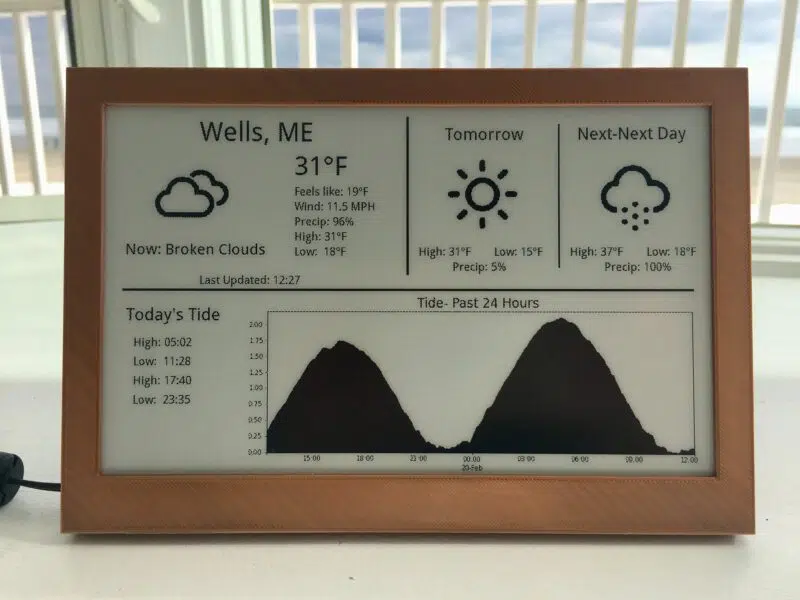 Wells, ME
31°F
Feels like: 19°F
Wind: 11.5 MPH
Precip: 96%
High: 31°F
Low: 18°F
Now: Broken Clouds
Last Updated: 12:27
Tomorrow
High: 31°F Low: 15°F
Precip: 5%
Next-Next Day
High: 37°F Low: 18°F
Precip: 100%
Today's Tide
High: 05:02
Low: 11:28
High: 17:40
Low: 23:35
Tide- Past 24 Hours
2.00
1.75
1.50
1.25
1.00
0.75
0.50
0.25
0.00
15:00 18:00 21:00 00:00 03:00 06:00 09:00 12:00
20-Feb